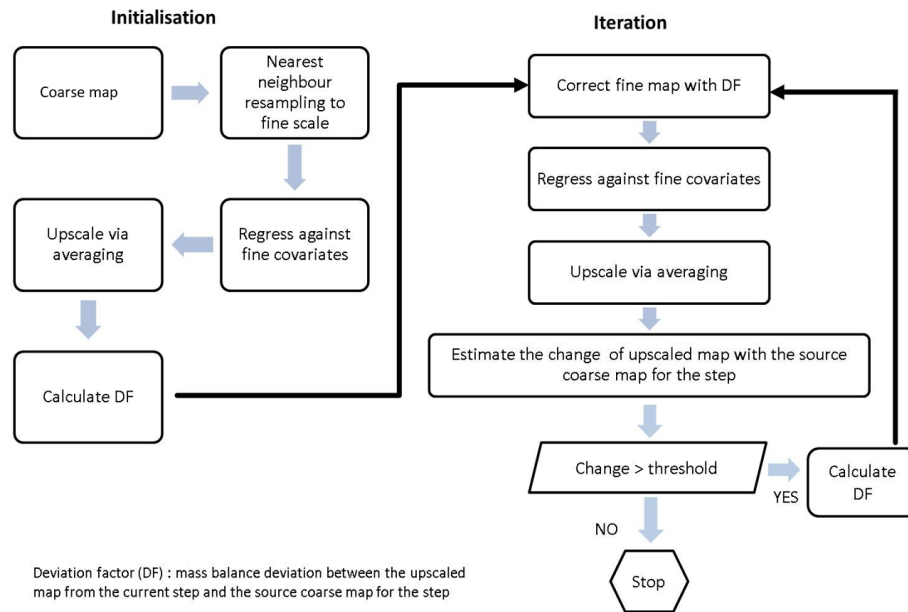 Initialisation
Coarse map
Nearest
neighbour
resampling to
fine scale
Upscale via
averaging
Regress against
fine covariates
Calculate DF
Iteration
Correct fine map with DF
Regress against fine covariates
Upscale via averaging
Estimate the change of upscaled map with the source
coarse map for the step
Change > threshold
YES
Calculate
DF
NO
Stop
Deviation factor (DF) : mass balance deviation between the upscaled
map from the current step and the source coarse map for the step